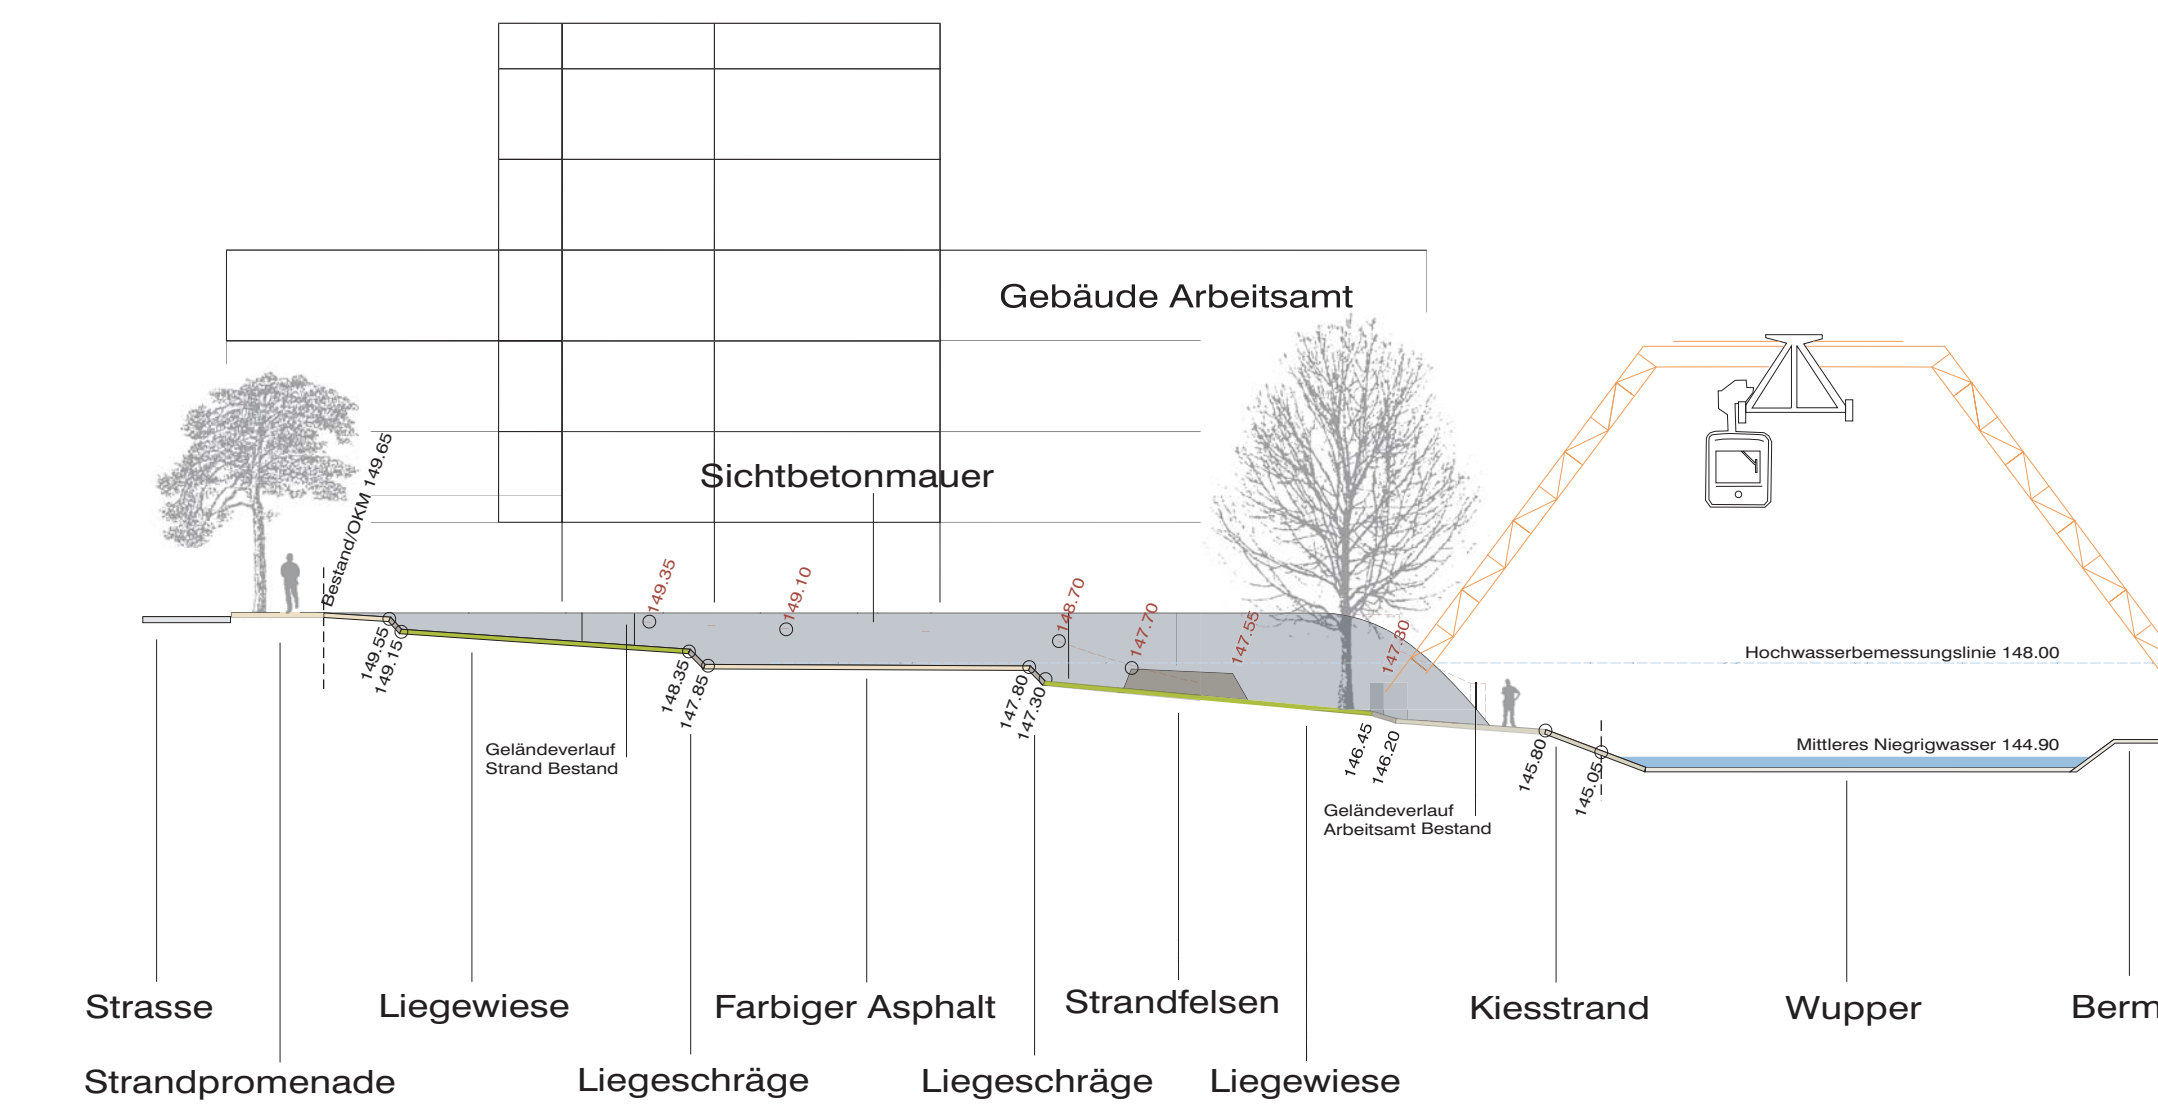 Gebäude Arbeitsamt
Sichtbetonmauer
Bestand/OKM 149.65
149.35
149.10
148.70
147.70
147.55
147.30
Hochwasserbemessungslinie 148.00
149.55
149.15
148.35
147.85
147.80
147.30
146.45
146.20
145.80
145.05
Mittleres Niegrigwasser 144.90
Geländeverlauf
Strand Bestand
Geländeverlauf
Arbeitsamt Bestand
Strasse
Liegewiese
Farbiger Asphalt
Strandfelsen
Kiesstrand
Wupper
Berm
Strandpromenade
Liegeschräge
Liegeschräge
Liegewiese